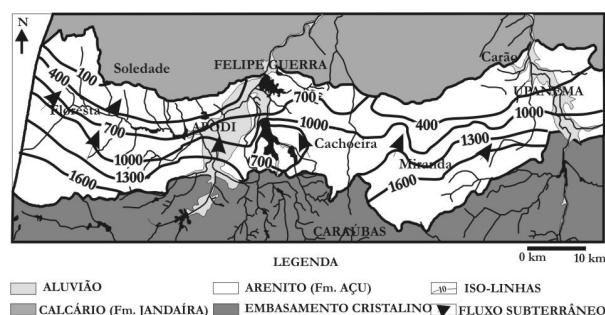 N
Soledade
FELIPE GUERRA
Carão
100
400
700
UPANEMA
Floresta
1000
400
1000
700
APODI
1300
1000
Cachoeira
1300
700
Miranda
1600
1600
CARAÚBAS
0 km 10 km
LEGENDA
ALUVIÃO ARENITO (Fm. AÇU) 10 ISO-LINHAS
CALCÁRIO (Fm. JANDAÍRA) EMBASAMENTO CRISTALINO FLUXO SUBTERRÂNEO